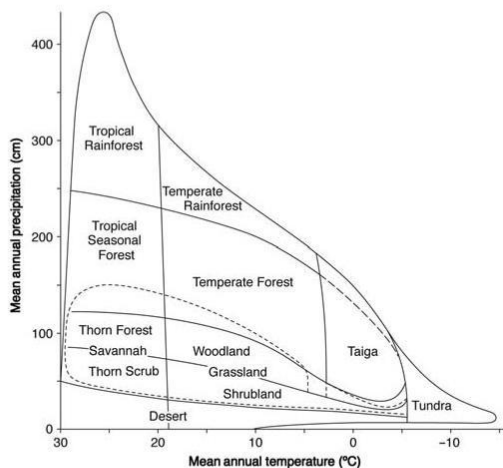 400
300
200
100
0
Mean annual precipitation (cm)
Tropical
Rainforest
Temperate
Rainforest
Tropical
Seasonal
Forest
Temperate Forest
Thorn Forest
Savannah
Thorn Scrub
Woodland
Grassland
Shrubland
Taiga
Tundra
Desert
30
20
10
0
-10
Mean annual temperature (ºC)